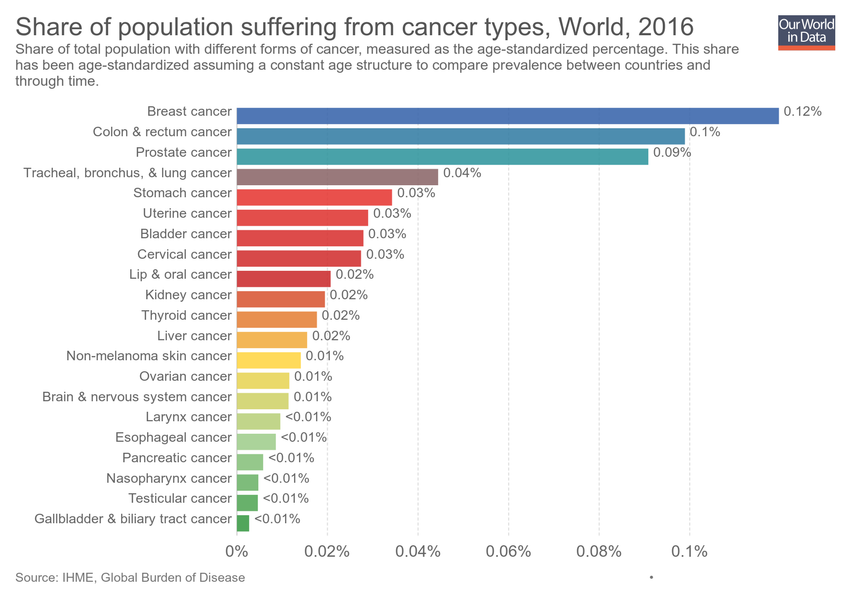 Share of population suffering from cancer types, World, 2016
Our World
in Data
Share of total population with different forms of cancer, measured as the age-standardized percentage. This share
has been age-standardized assuming a constant age structure to compare prevalence between countries and
through time.
Breast cancer 0.12%
Colon & rectum cancer 0.1%
Prostate cancer 0.09%
Tracheal, bronchus, & lung cancer 0.04%
Stomach cancer 0.03%
Uterine cancer 0.03%
Bladder cancer 0.03%
Cervical cancer 0.03%
Lip & oral cancer 0.02%
Kidney cancer 0.02%
Thyroid cancer 0.02%
Liver cancer 0.02%
Non-melanoma skin cancer 0.01%
Ovarian cancer 0.01%
Brain & nervous system cancer 0.01%
Larynx cancer <0.01%
Esophageal cancer <0.01%
Pancreatic cancer <0.01%
Nasopharynx cancer <0.01%
Testicular cancer <0.01%
Gallbladder & biliary tract cancer <0.01%
0% 0.02% 0.04% 0.06% 0.08% 0.1%
Source: IHME, Global Burden of Disease •